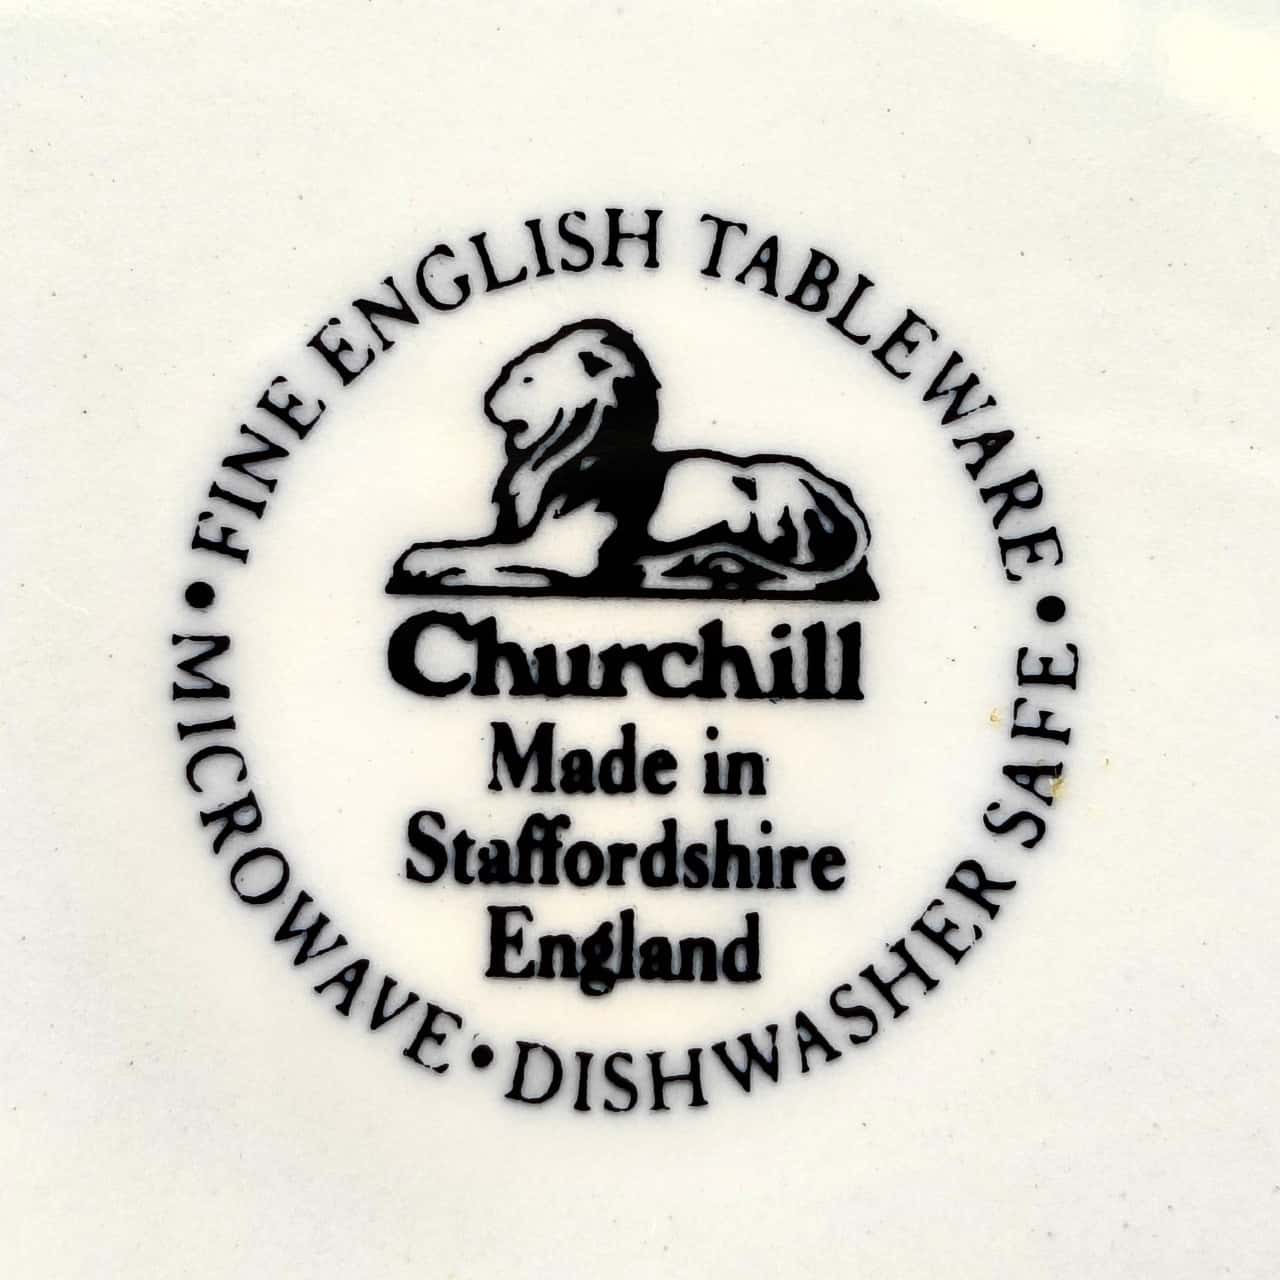 • FINE ENGLISH TABLEWARE •
MICROWAVE • DISHWASHER SAFE
Churchill
Made in
Staffordshire
England